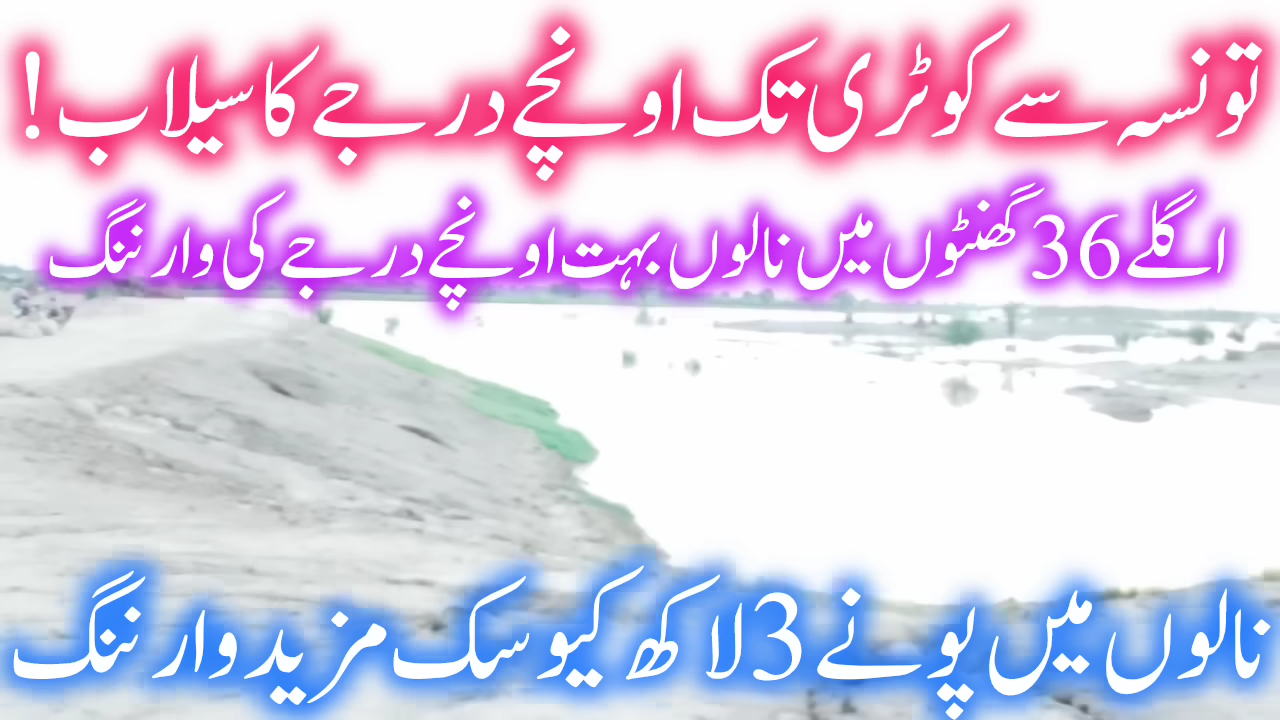 تونسہ سے کوٹری تک اونچے درجے کا سیلاب!
اگلے 36 گھنٹوں میں نالوں بہت اونچے درجے کی وارننگ
نالوں میں پونے 3 لاکھ کیوسک مزید وارننگ